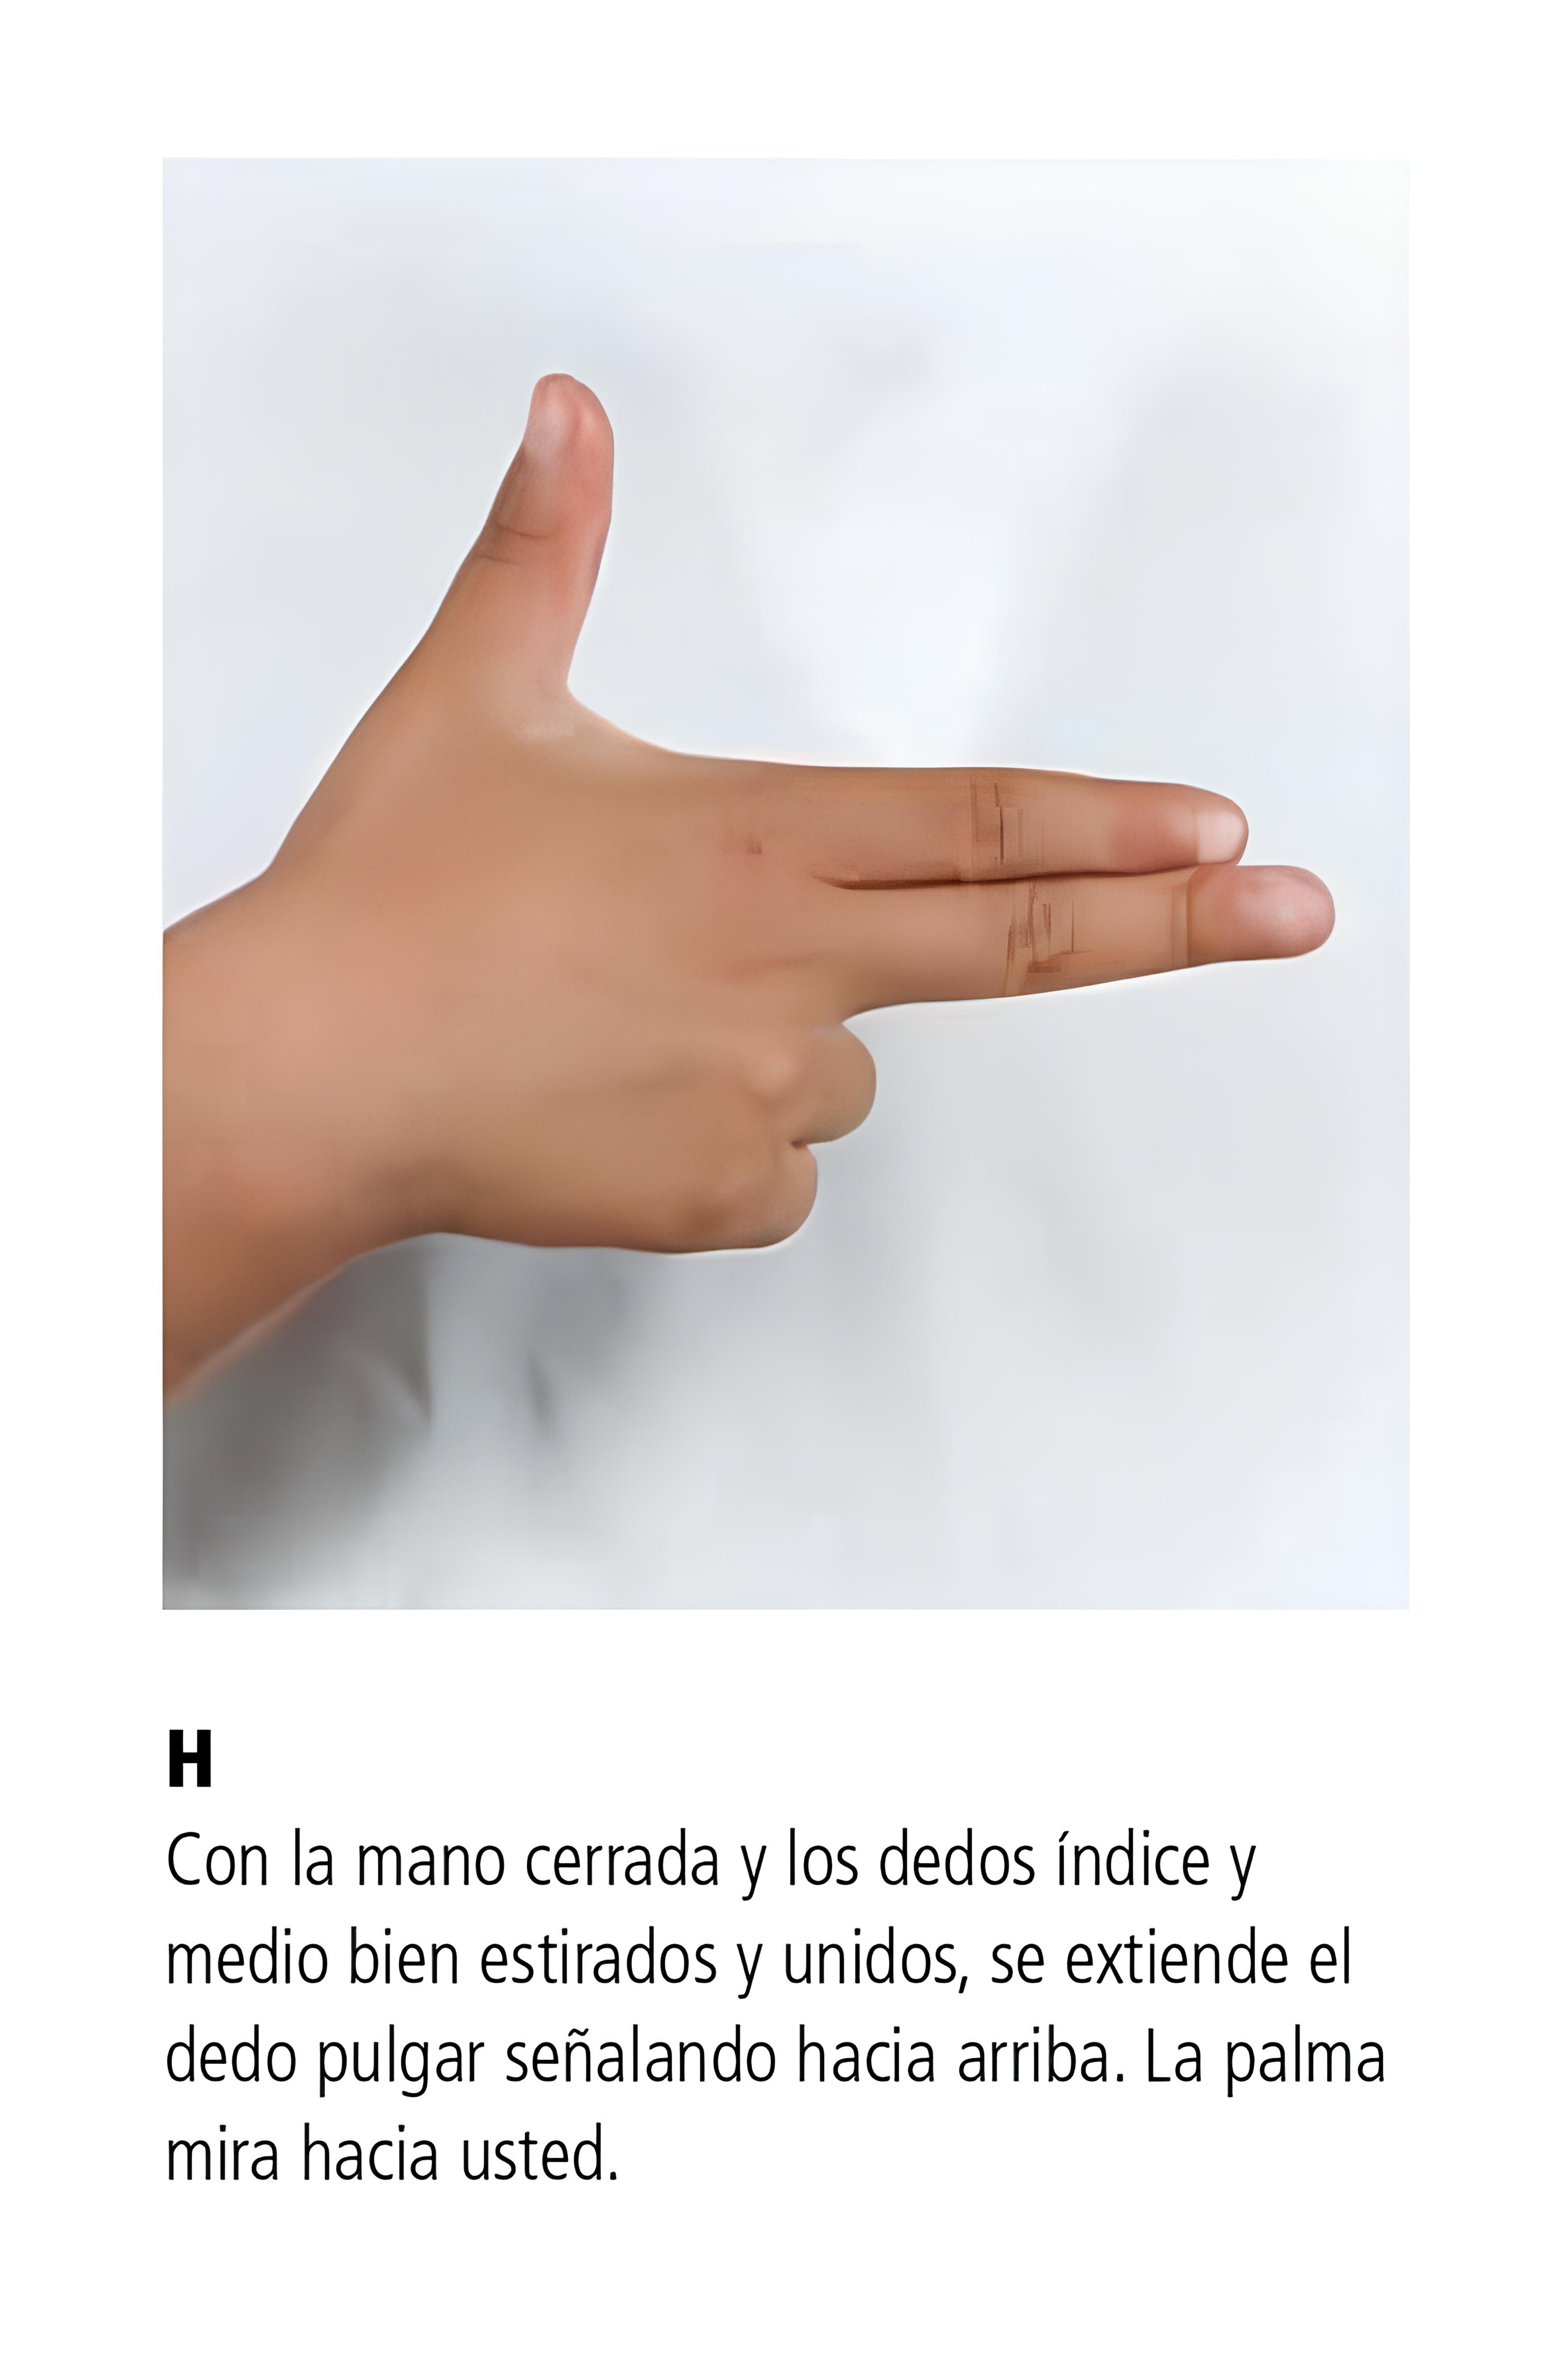 H
Con la mano cerrada y los dedos índice y
medio bien estirados y unidos, se extiende el
dedo pulgar señalando hacia arriba. La palma
mira hacia usted.